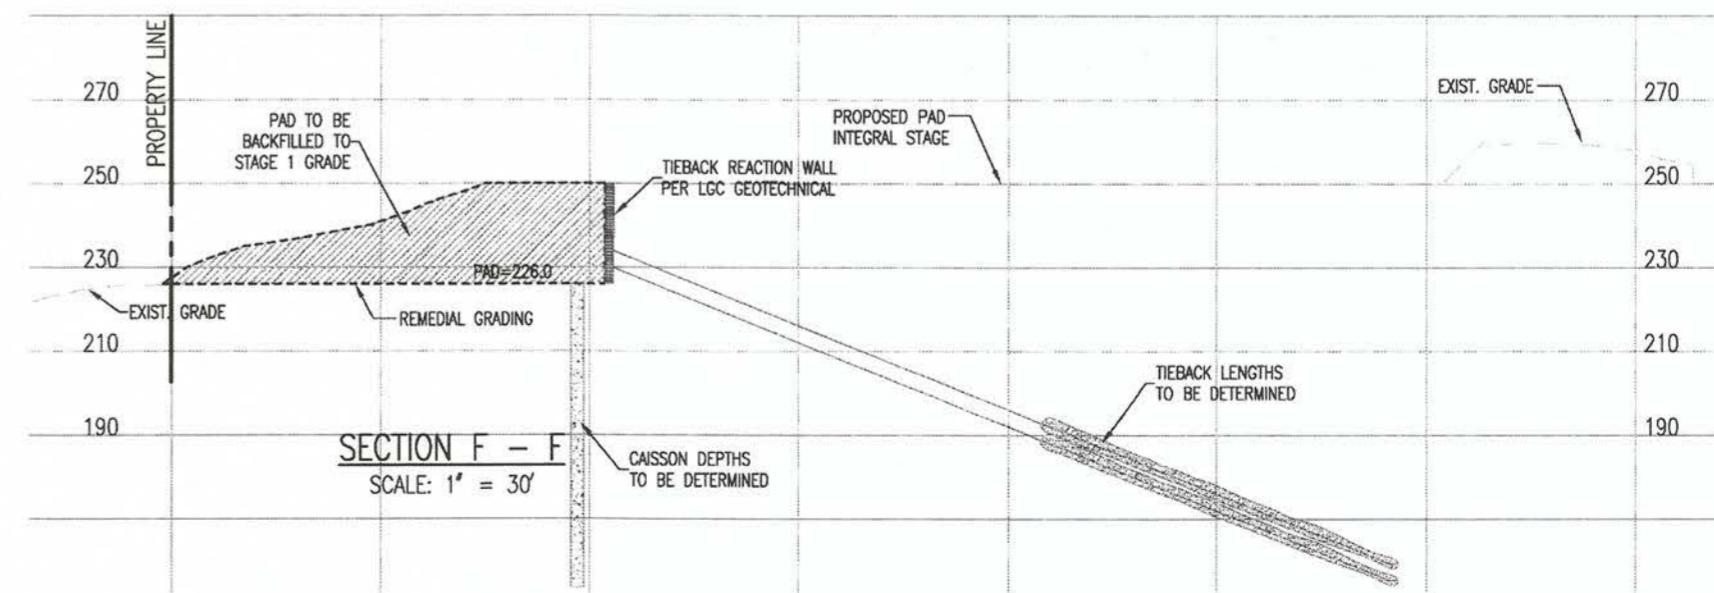 PROPERTY LINE
270
250
230
210
190
PAD TO BE
BACKFILLED TO
STAGE 1 GRADE
TIEBACK REACTION WALL
PER LGC GEOTECHNICAL
PROPOSED PAD
INTEGRAL STAGE
EXIST. GRADE
270
250
230
210
190
PAD=226.0
EXIST. GRADE
REMEDIAL GRADING
TIEBACK LENGTHS
TO BE DETERMINED
SECTION F - F
SCALE: 1" = 30'
CAISSON DEPTHS
TO BE DETERMINED